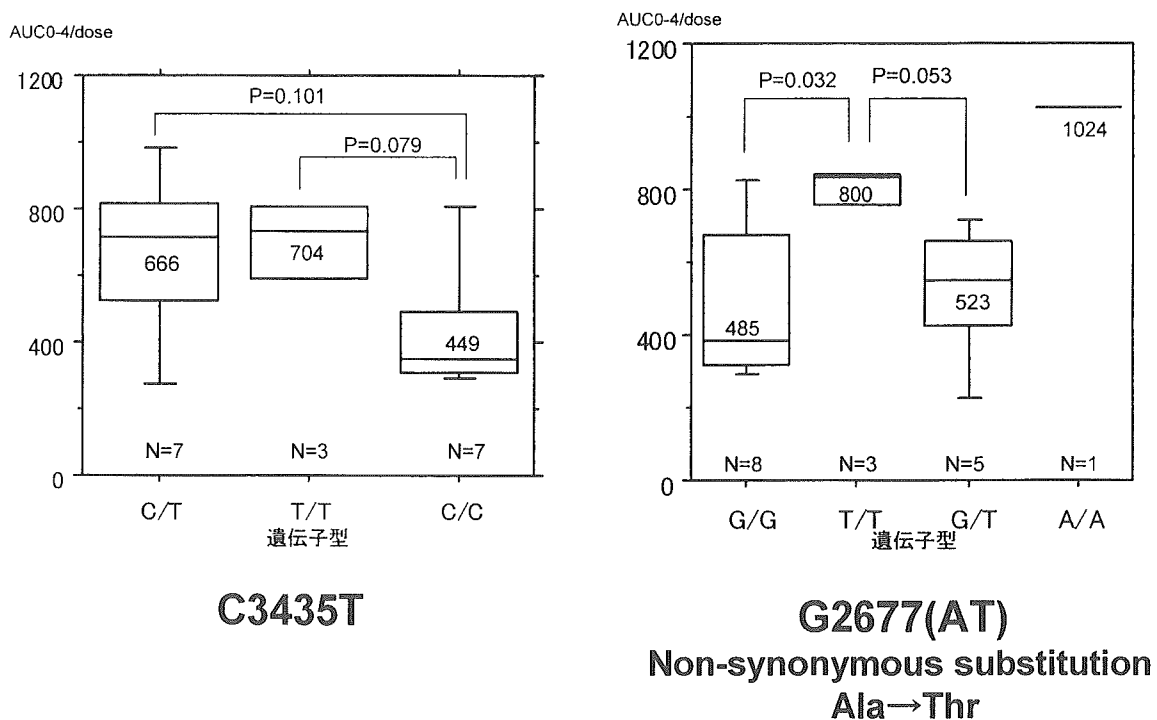 AUC0-4/dose
1200
800
400
0
P=0.101
P=0.079
666
704
449
N=7
N=3
N=7
C/T
T/T
C/C
遺伝子型
C3435T
AUC0-4/dose
1200
800
400
0
P=0.032
P=0.053
1024
800
485
523
N=8
N=3
N=5
N=1
G/G
T/T
G/T
A/A
遺伝子型
G2677(AT)
Non-synonymous substitution
Ala→Thr